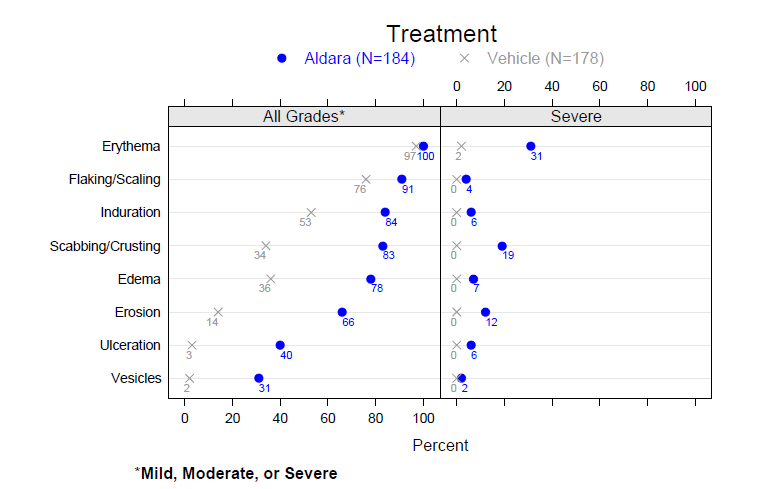 Treatment
Aldara (N=184) Vehicle (N=178)
0 20 40 60 80 100
All Grades* Severe
Erythema 97 100 2 31
Flaking/Scaling 76 91 0 4
Induration 53 84 0 6
Scabbing/Crusting 34 83 0 19
Edema 36 78 0 7
Erosion 14 66 0 12
Ulceration 3 40 0 6
Vesicles 2 31 0 2
0 20 40 60 80 100
Percent
*Mild, Moderate, or Severe